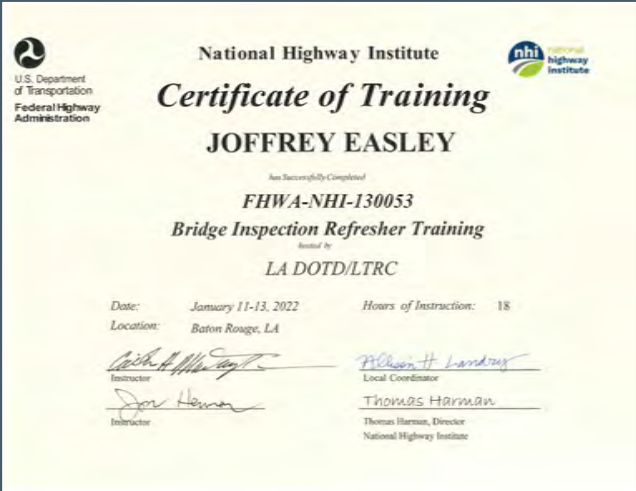 U.S. Department
of Transportation
Federal Highway
Administration
National Highway Institute
nhi national
highway
institute
Certificate of Training
JOFFREY EASLEY
has Successfully Completed
FHWA-NHI-130053
Bridge Inspection Refresher Training
hosted by
LA DOTD/LTRC
Date: January 11-13, 2022 Hours of Instruction: 18
Location: Baton Rouge, LA
Instructor
Allison H Landry
Local Coordinator
Thomas Harman
Instructor
Thomas Harman, Director
National Highway Institute